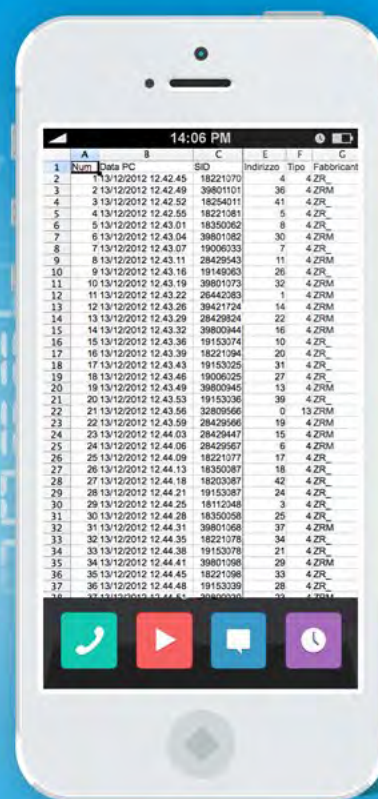 14:06 PM
A B C E F G
1 Num Data PC SID Indirizzo Tipo Fabbricant
2 1 13/12/2012 12.42.45 18221070 4 4 ZR_
3 2 13/12/2012 12.42.49 39801101 36 4 ZRM
4 3 13/12/2012 12.42.52 18254011 41 4 ZR_
5 4 13/12/2012 12.42.55 18221081 5 4 ZR_
6 5 13/12/2012 12.43.01 18350062 8 4 ZR_
7 6 13/12/2012 12.43.04 39801082 30 4 ZRM
8 7 13/12/2012 12.43.07 19006033 7 4 ZR_
9 8 13/12/2012 12.43.11 28429543 11 4 ZRM
10 9 13/12/2012 12.43.16 19149063 26 4 ZR_
11 10 13/12/2012 12.43.19 39801073 32 4 ZRM
12 11 13/12/2012 12.43.22 26442083 1 4 ZRM
13 12 13/12/2012 12.43.26 39421724 14 4 ZRM
14 13 13/12/2012 12.43.29 28429824 22 4 ZRM
15 14 13/12/2012 12.43.32 39800944 16 4 ZRM
16 15 13/12/2012 12.43.36 19153074 10 4 ZR_
17 16 13/12/2012 12.43.39 18221094 20 4 ZR_
18 17 13/12/2012 12.43.43 19153025 31 4 ZR_
19 18 13/12/2012 12.43.46 19006025 27 4 ZR_
20 19 13/12/2012 12.43.49 39800945 13 4 ZRM
21 20 13/12/2012 12.43.53 19153036 39 4 ZR_
22 21 13/12/2012 12.43.56 32809566 0 13 ZRM
23 22 13/12/2012 12.43.59 28429566 19 4 ZRM
24 23 13/12/2012 12.44.03 28429447 15 4 ZRM
25 24 13/12/2012 12.44.06 28429567 6 4 ZRM
26 25 13/12/2012 12.44.09 18221077 17 4 ZR_
27 26 13/12/2012 12.44.13 18350087 18 4 ZR_
28 27 13/12/2012 12.44.18 18203087 42 4 ZR_
29 28 13/12/2012 12.44.21 19153087 24 4 ZR_
30 29 13/12/2012 12.44.25 18112048 3 4 ZR_
31 30 13/12/2012 12.44.28 18350058 25 4 ZR_
32 31 13/12/2012 12.44.31 39801068 37 4 ZRM
33 32 13/12/2012 12.44.35 18221078 34 4 ZR_
34 33 13/12/2012 12.44.38 19153078 21 4 ZR_
35 34 13/12/2012 12.44.41 39801098 29 4 ZRM
36 35 13/12/2012 12.44.45 18221098 33 4 ZR_
37 36 13/12/2012 12.44.48 19153039 28 4 ZR_